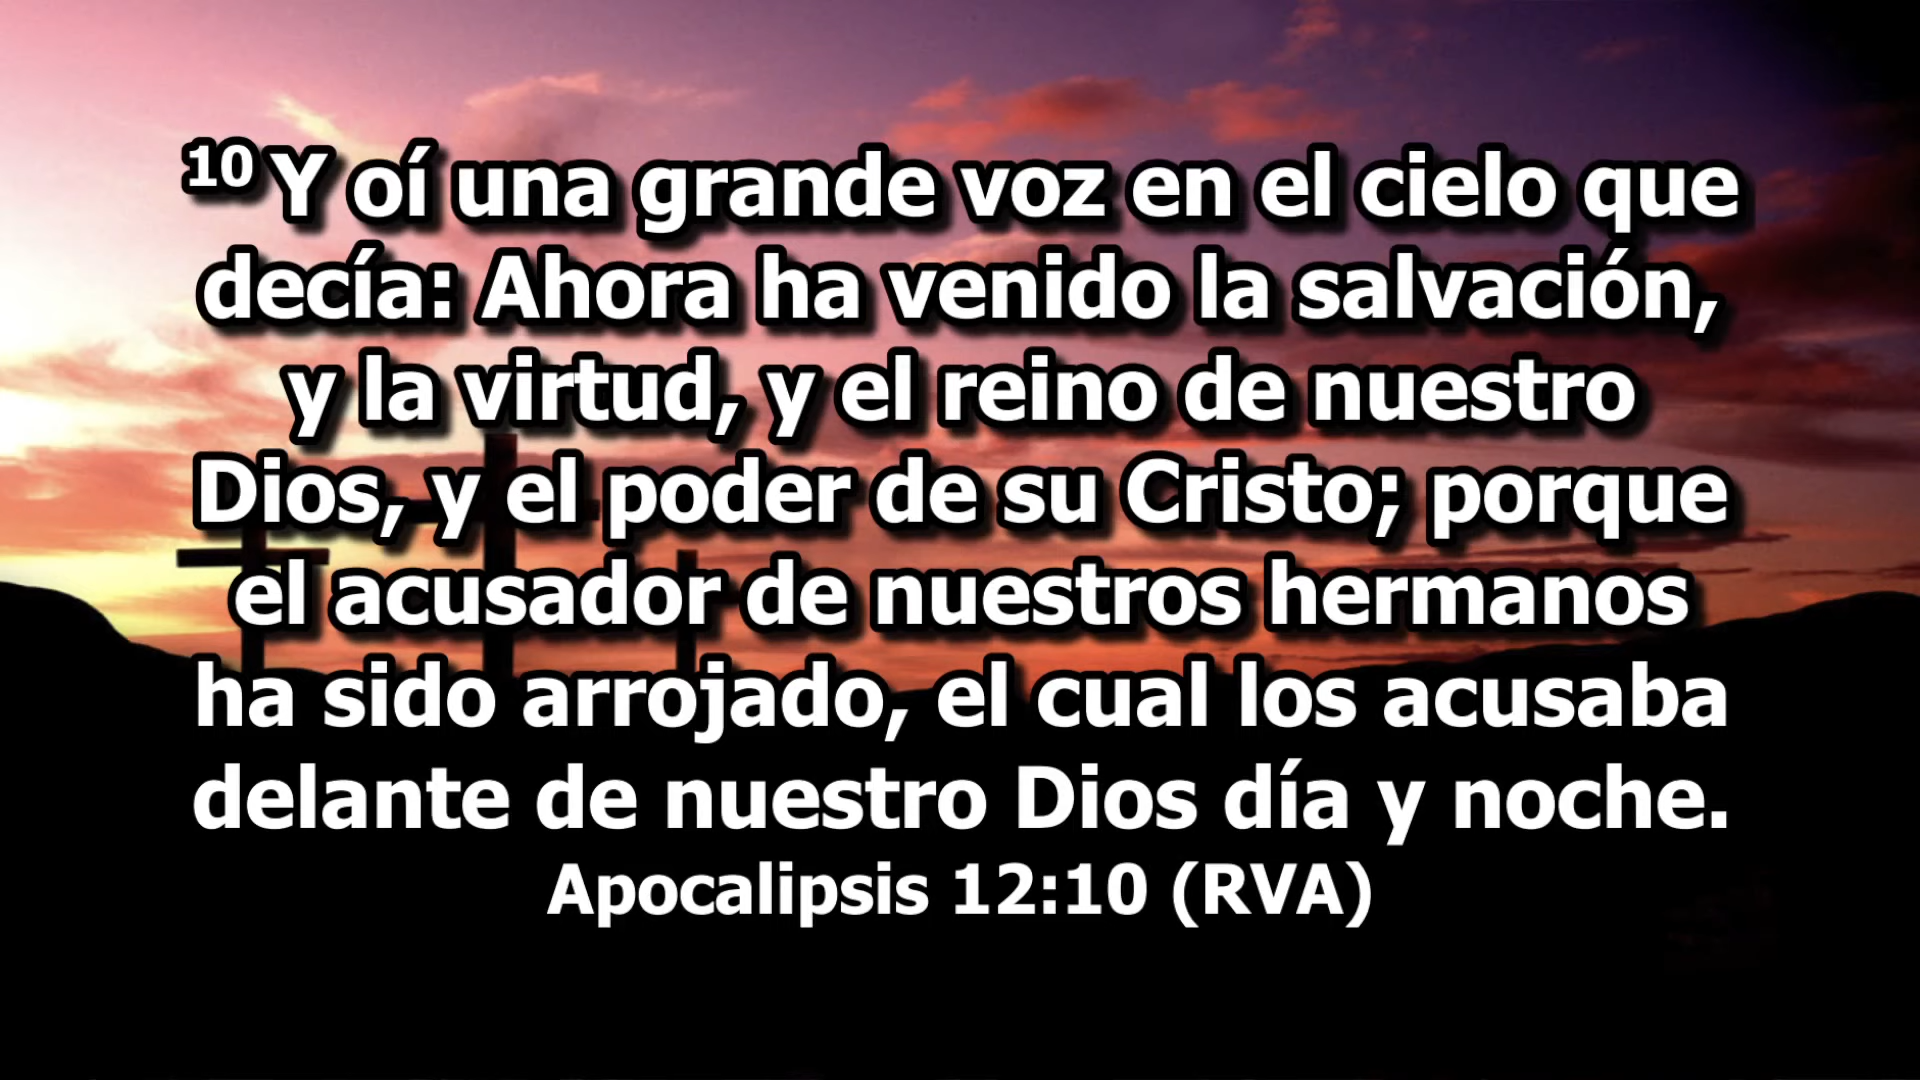 10 Y oí una grande voz en el cielo que
decía: Ahora ha venido la salvación,
y la virtud, y el reino de nuestro
Dios, y el poder de su Cristo; porque
el acusador de nuestros hermanos
ha sido arrojado, el cual los acusaba
delante de nuestro Dios día y noche.
Apocalipsis 12:10 (RVA)